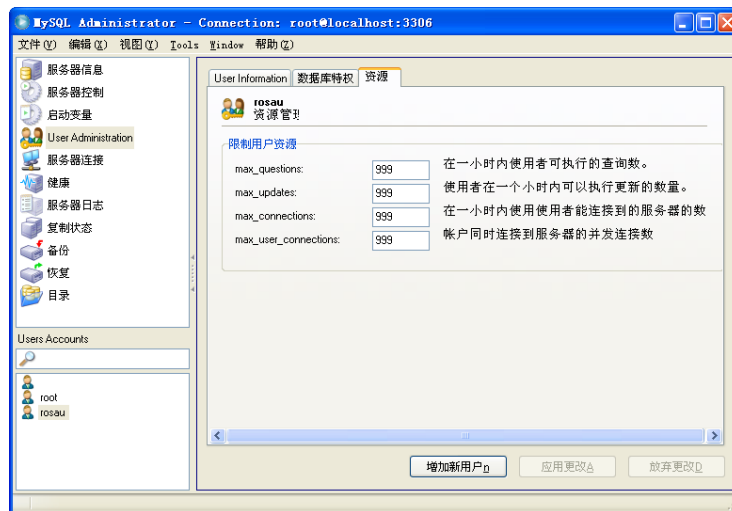 MySQL Administrator - Connection: root@localhost:3306
文件(V) 编辑(X) 视图(Y) Tools Window 帮助(Z)
服务器信息
服务器控制
启动变量
User Administration
服务器连接
健康
服务器日志
复制状态
备份
恢复
目录
Users Accounts
root
rosau
User Information 数据库特权 资源
rosau
资源管理
限制用户资源
max_questions: 999 在一小时内使用者可执行的查询数。
max_updates: 999 使用者在一个小时内可以执行更新的数量。
max_connections: 999 在一小时内使用使用者能连接到的服务器的数
max_user_connections: 999 帐户同时连接到服务器的并发连接数
增加新用户n 应用更改A 放弃更改D